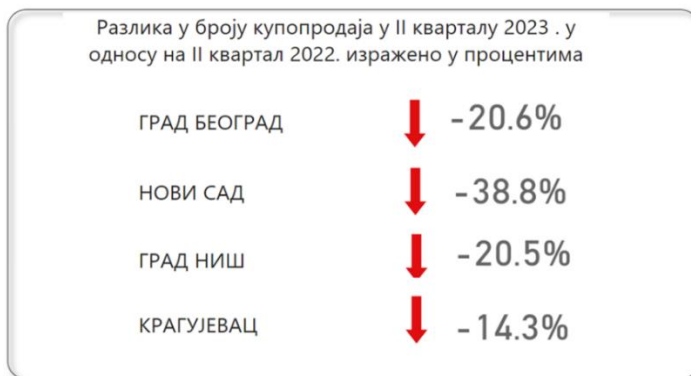 Разлика у броју купопродаја у II кварталу 2023 . у
односу на II квартал 2022. изражено у процентима
ГРАД БЕОГРАД -20.6%
НОВИ САД -38.8%
ГРАД НИШ -20.5%
КРАГУЈЕВАЦ -14.3%